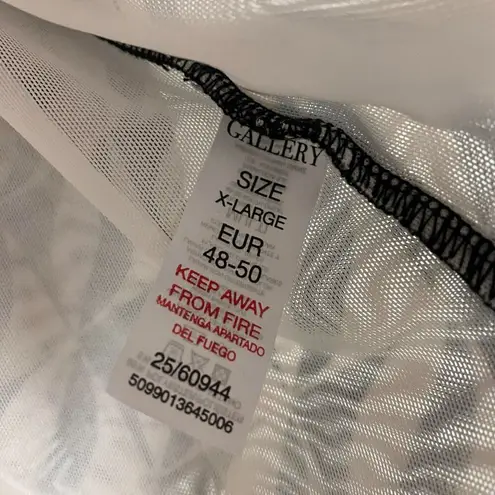 GALLERY
SIZE
X-LARGE
EUR
48-50
KEEP AWAY
FROM FIRE
MANTENGA APARTADO
DEL FUEGO
25/60944
5099013645006